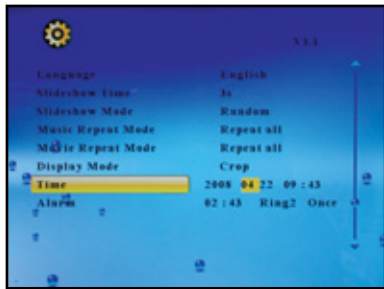 V1.1
Language English
Slideshow Time 3s
Slideshow Mode Random
Music Repeat Mode Repeat all
Movie Repeat Mode Repeat all
Display Mode Crop
Time 2008 04 22 09 : 43
Alarm 02 : 43 Ring2 Once